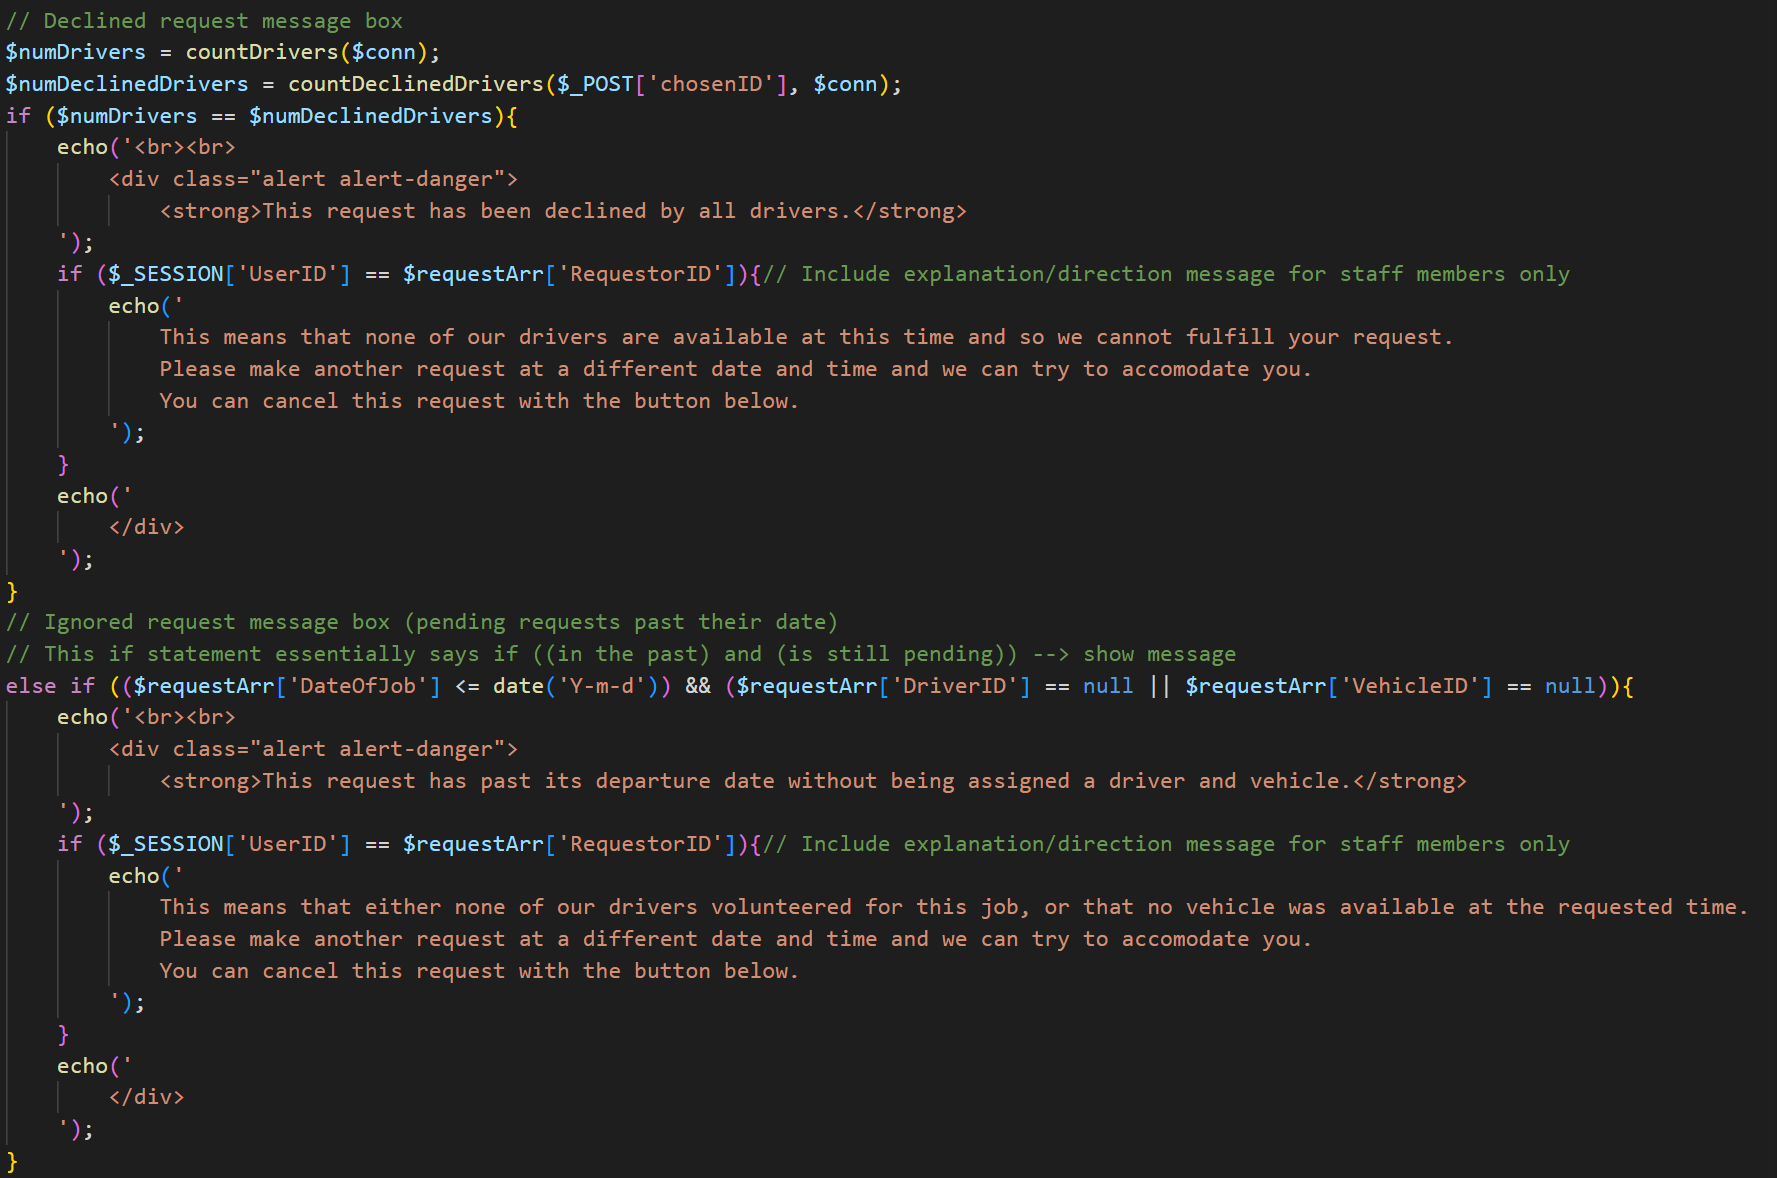 // Declined request message box
$numDrivers = countDrivers($conn);
$numDeclinedDrivers = countDeclinedDrivers($_POST['chosenID'], $conn);
if ($numDrivers == $numDeclinedDrivers){
    echo('<br><br>
        <div class="alert alert-danger">
            <strong>This request has been declined by all drivers.</strong>
    ');
    if ($_SESSION['UserID'] == $requestArr['RequestorID']){// Include explanation/direction message for staff members only
        echo('
            This means that none of our drivers are available at this time and so we cannot fulfill your request.
            Please make another request at a different date and time and we can try to accomodate you.
            You can cancel this request with the button below.
        ');
    }
    echo('
        </div>
    ');
}
// Ignored request message box (pending requests past their date)
// This if statement essentially says if ((in the past) and (is still pending)) --> show message
else if (($requestArr['DateOfJob'] <= date('Y-m-d')) && ($requestArr['DriverID'] == null || $requestArr['VehicleID'] == null)){
    echo('<br><br>
        <div class="alert alert-danger">
            <strong>This request has past its departure date without being assigned a driver and vehicle.</strong>
    ');
    if ($_SESSION['UserID'] == $requestArr['RequestorID']){// Include explanation/direction message for staff members only
        echo('
            This means that either none of our drivers volunteered for this job, or that no vehicle was available at the requested time.
            Please make another request at a different date and time and we can try to accomodate you.
            You can cancel this request with the button below.
        ');
    }
    echo('
        </div>
    ');
}